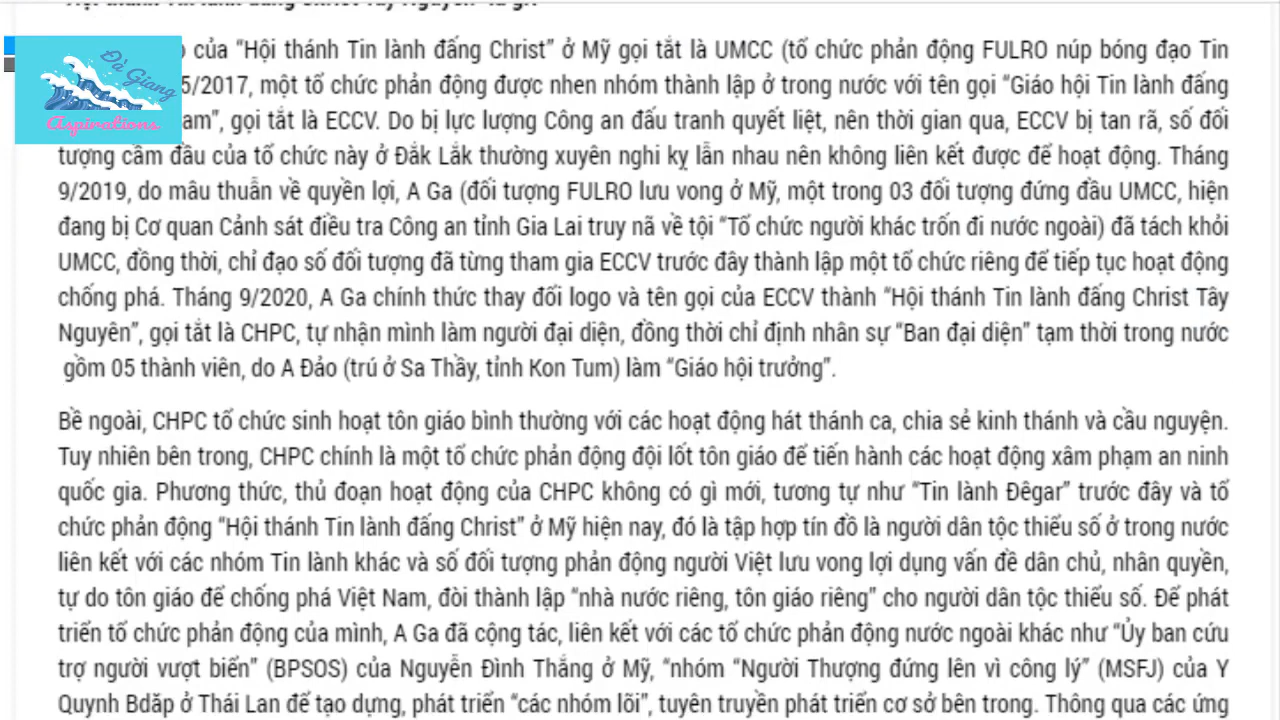 "Hội thánh Tin lành đấng Christ Tây Nguyên" là gì?
của “Hội thánh Tin lành đấng Christ” ở Mỹ gọi tắt là UMCC (tổ chức phản động FULRO núp bóng đạo Tin
5/2017, một tổ chức phản động được nhen nhóm thành lập ở trong nước với tên gọi “Giáo hội Tin lành đấng
am”, gọi tắt là ECCV. Do bị lực lượng Công an đấu tranh quyết liệt, nên thời gian qua, ECCV bị tan rã, số đối
Đà Giang
Aspirations
tượng cầm đầu của tổ chức này ở Đắk Lắk thường xuyên nghi kỵ lẫn nhau nên không liên kết được để hoạt động. Tháng
9/2019, do mâu thuẫn về quyền lợi, A Ga (đối tượng FULRO lưu vong ở Mỹ, một trong 03 đối tượng đứng đầu UMCC, hiện
đang bị Cơ quan Cảnh sát điều tra Công an tỉnh Gia Lai truy nã về tội “Tổ chức người khác trốn đi nước ngoài) đã tách khỏi
UMCC, đồng thời, chỉ đạo số đối tượng đã từng tham gia ECCV trước đây thành lập một tổ chức riêng để tiếp tục hoạt động
chống phá. Tháng 9/2020, A Ga chính thức thay đổi logo và tên gọi của ECCV thành “Hội thánh Tin lành đấng Christ Tây
Nguyên”, gọi tắt là CHPC, tự nhận mình làm người đại diện, đồng thời chỉ định nhân sự “Ban đại diện” tạm thời trong nước
gồm 05 thành viên, do A Đảo (trú ở Sa Thầy, tỉnh Kon Tum) làm “Giáo hội trưởng”.
Bề ngoài, CHPC tổ chức sinh hoạt tôn giáo bình thường với các hoạt động hát thánh ca, chia sẻ kinh thánh và cầu nguyện.
Tuy nhiên bên trong, CHPC chính là một tổ chức phản động đội lốt tôn giáo để tiến hành các hoạt động xâm phạm an ninh
quốc gia. Phương thức, thủ đoạn hoạt động của CHPC không có gì mới, tương tự như “Tin lành Đêgar” trước đây và tổ
chức phản động “Hội thánh Tin lành đấng Christ” ở Mỹ hiện nay, đó là tập hợp tín đồ là người dân tộc thiểu số ở trong nước
liên kết với các nhóm Tin lành khác và số đối tượng phản động người Việt lưu vong lợi dụng vấn đề dân chủ, nhân quyền,
tự do tôn giáo để chống phá Việt Nam, đòi thành lập “nhà nước riêng, tôn giáo riêng” cho người dân tộc thiểu số. Để phát
triển tổ chức phản động của mình, A Ga đã cộng tác, liên kết với các tổ chức phản động nước ngoài khác như “Ủy ban cứu
trợ người vượt biển” (BPSOS) của Nguyễn Đình Thắng ở Mỹ, “nhóm “Người Thượng đứng lên vì công lý” (MSFJ) của Y
Quynh Bdăp ở Thái Lan để tạo dựng, phát triển “các nhóm lõi”, tuyên truyền phát triển cơ sở bên trong. Thông qua các ứng